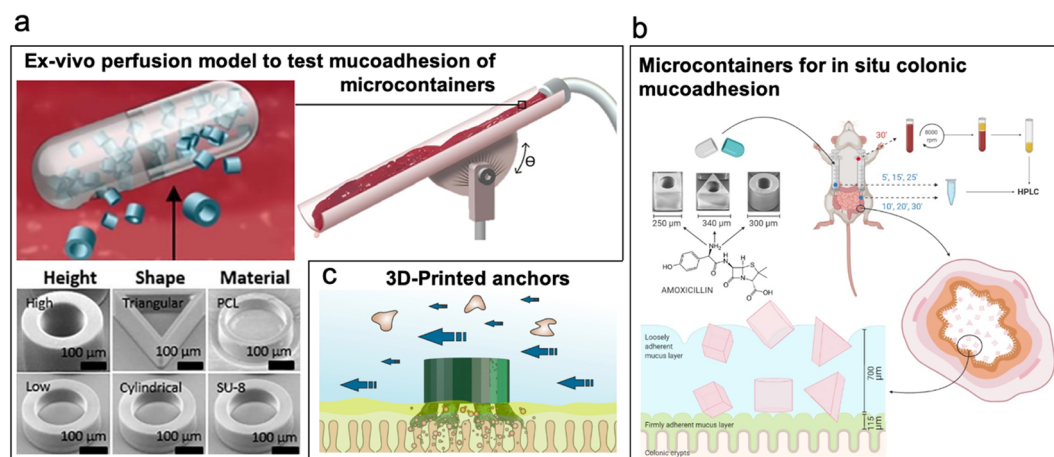 a
Ex-vivo perfusion model to test mucoadhesion of
microcontainers
Θ
Height Shape Material
High Triangular PCL
100 µm 100 µm 100 µm
Low Cylindrical SU-8
100 µm 100 µm 100 µm
C
3D-Printed anchors
b
Microcontainers for in situ colonic
mucoadhesion
30'
8000
rpm
5', 15', 25'
10', 20', 30'
HPLC
250 µm 340 µm 300 µm
NH₂
H
H
N
S
O
N
O
HO
OH
O
AMOXICILLIN
Loosely
adherent
mucus layer
700
µm
Firmly adherent mucus layer
115
µm
Colonic crypts